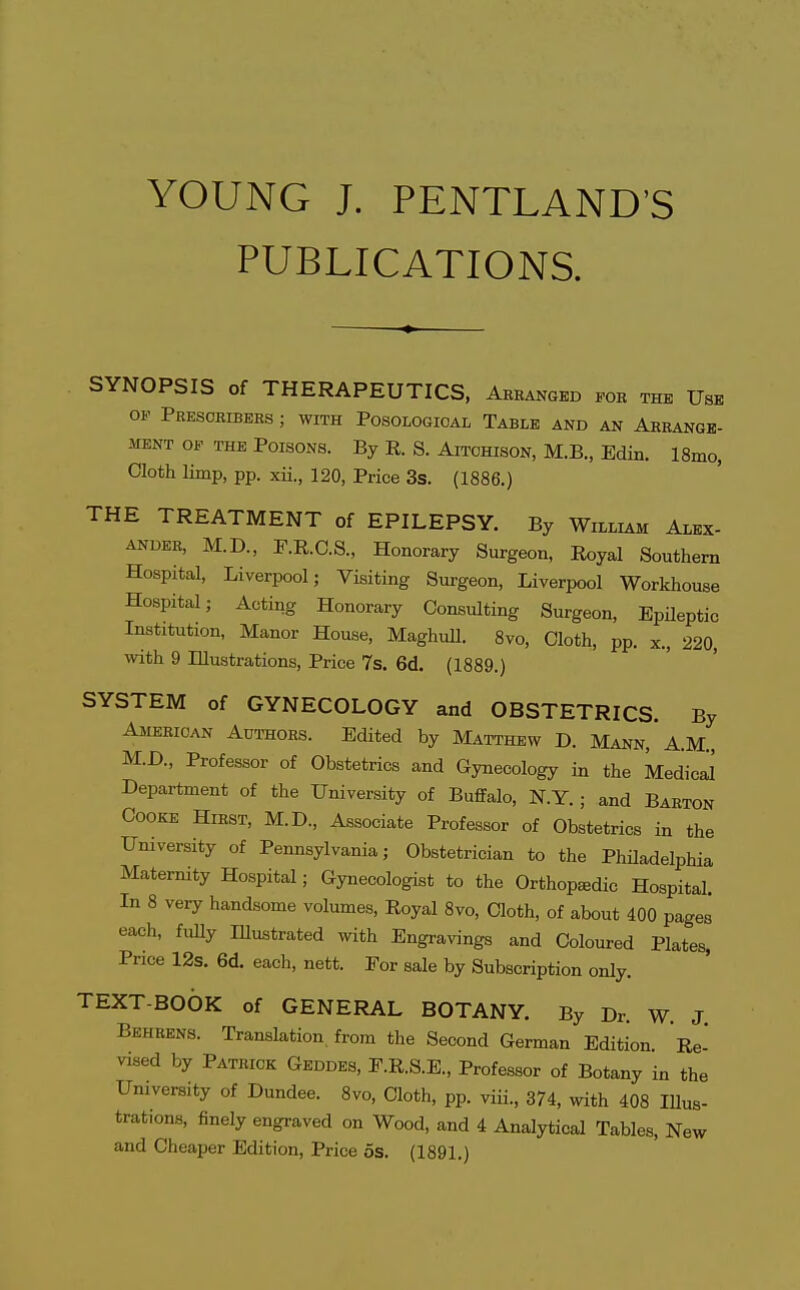 YOUNG J. PENTLAND'S
PUBLICATIONS.
SYNOPSIS of THERAPEUTICS, ARRANGED FOR THE USE
OF PRESCRIBERS ; WITH POSOLOGICAL TABLE AND AN ARRANGE-
MENT OF THE POISONS. By R. S. AITCHISON, M.B., Edin. 18mo,
Cloth limp, pp. xii., 120, Price 3s. (1886.)
THE TREATMENT of EPILEPSY. By WILLIAM ALEX-
ANDER, M.D., F.R.C.S., Honorary Surgeon, Royal Southern
Hospital, Liverpool; Visiting Surgeon, Liverpool Workhouse
Hospital; Acting Honorary Consulting Surgeon, Epileptic
Institution, Manor House, Maghull. 8vo, Cloth, pp. x., 220,
with 9 Illustrations, Price 7s. 6d. (1889.)
SYSTEM of GYNECOLOGY and OBSTETRICS. By
AMERICAN AUTHORS. Edited by MATTHEW D. MANN, A.M.,
M.D., Professor of Obstetrics and Gynecology in the Medical
Department of the University of Buffalo, N.Y. ; and BARTON
COOKE HIRST, M.D., Associate Professor of Obstetrics in the
University of Pennsylvania; Obstetrician to the Philadelphia
Maternity Hospital; Gynecologist to the Orthopædic Hospital.
In 8 very handsome volumes, Royal 8vo, Cloth, of about 400 pages
each, fully Illustrated with Engravings and Coloured Plates,
Price 12s. 6d. each, nett. For sale by Subscription only.
TEXT-BOOK of GENERAL BOTANY. By Dr. W. J.
BEHRENS. Translation from the Second German Edition. Re-
vised by PATRICK GEDDES, F.R.S.E., Professor of Botany in the
University of Dundee. 8vo, Cloth, pp. viii., 374, with 408 Illus-
trations, finely engraved on Wood, and 4 Analytical Tables, New
and Cheaper Edition, Price 5s. (1891.)